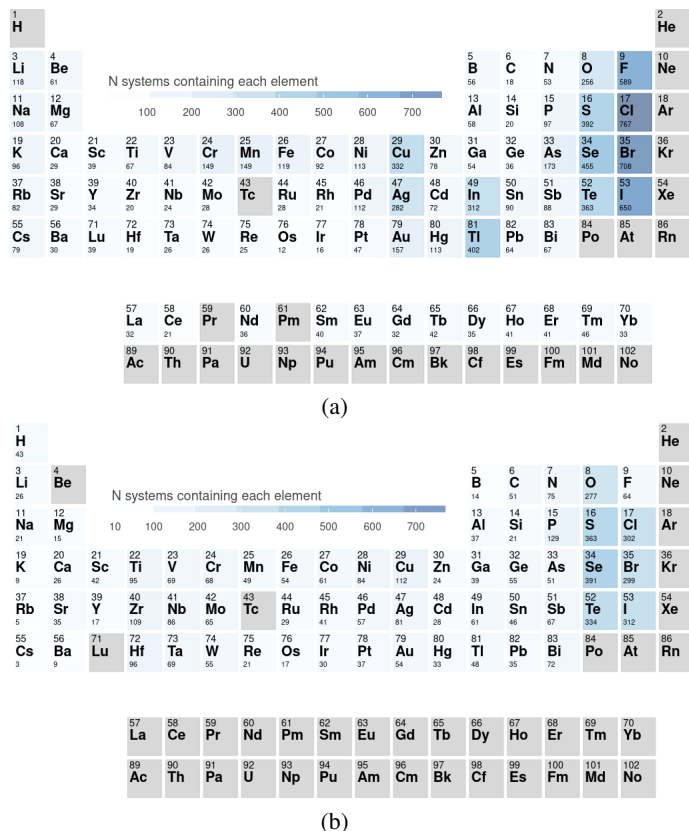 1 2
H He
3 4 5 6 7 8 9 10
Li Be B C N O F Ne
118 61 56 18 53 256 589
N systems containing each element
100 200 300 400 500 600 700
11 12 13 14 15 16 17 18
Na Mg Al Si P S Cl Ar
108 67 58 20 97 392 767
19 20 21 22 23 24 25 26 27 28 29 30 31 32 33 34 35 36
K Ca Sc Ti V Cr Mn Fe Co Ni Cu Zn Ga Ge As Se Br Kr
96 29 39 67 84 149 149 119 92 113 332 78 54 36 173 455 708
37 38 39 40 41 42 43 44 45 46 47 48 49 50 51 52 53 54
Rb Sr Y Zr Nb Mo Tc Ru Rh Pd Ag Cd In Sn Sb Te I Xe
82 29 34 20 24 28 28 21 112 282 72 312 90 88 363 650
55 56 71 72 73 74 75 76 77 78 79 80 81 82 83 84 85 86
Cs Ba Lu Hf Ta W Re Os Ir Pt Au Hg Tl Pb Bi Po At Rn
79 30 39 19 26 26 25 12 16 47 157 113 402 64 67
57 58 59 60 61 62 63 64 65 66 67 68 69 70
La Ce Pr Nd Pm Sm Eu Gd Tb Dy Ho Er Tm Yb
32 21 36 40 37 32 42 35 41 41 46 33
89 90 91 92 93 94 95 96 97 98 99 100 101 102
Ac Th Pa U Np Pu Am Cm Bk Cf Es Fm Md No
(a)
1 2
H He
43
3 4 5 6 7 8 9 10
Li Be B C N O F Ne
26 14 51 75 277 64
N systems containing each element
10 100 200 300 400 500 600 700
11 12 13 14 15 16 17 18
Na Mg Al Si P S Cl Ar
21 15 37 21 129 363 302
19 20 21 22 23 24 25 26 27 28 29 30 31 32 33 34 35 36
K Ca Sc Ti V Cr Mn Fe Co Ni Cu Zn Ga Ge As Se Br Kr
9 26 42 95 69 68 49 54 61 84 112 24 39 55 51 391 299
37 38 39 40 41 42 43 44 45 46 47 48 49 50 51 52 53 54
Rb Sr Y Zr Nb Mo Tc Ru Rh Pd Ag Cd In Sn Sb Te I Xe
5 35 17 109 86 65 29 41 57 81 28 49 46 67 334 312
55 56 71 72 73 74 75 76 77 78 79 80 81 82 83 84 85 86
Cs Ba Lu Hf Ta W Re Os Ir Pt Au Hg Tl Pb Bi Po At Rn
3 9 96 69 55 21 17 30 37 54 33 48 35 72
57 58 59 60 61 62 63 64 65 66 67 68 69 70
La Ce Pr Nd Pm Sm Eu Gd Tb Dy Ho Er Tm Yb
89 90 91 92 93 94 95 96 97 98 99 100 101 102
Ac Th Pa U Np Pu Am Cm Bk Cf Es Fm Md No
(b)